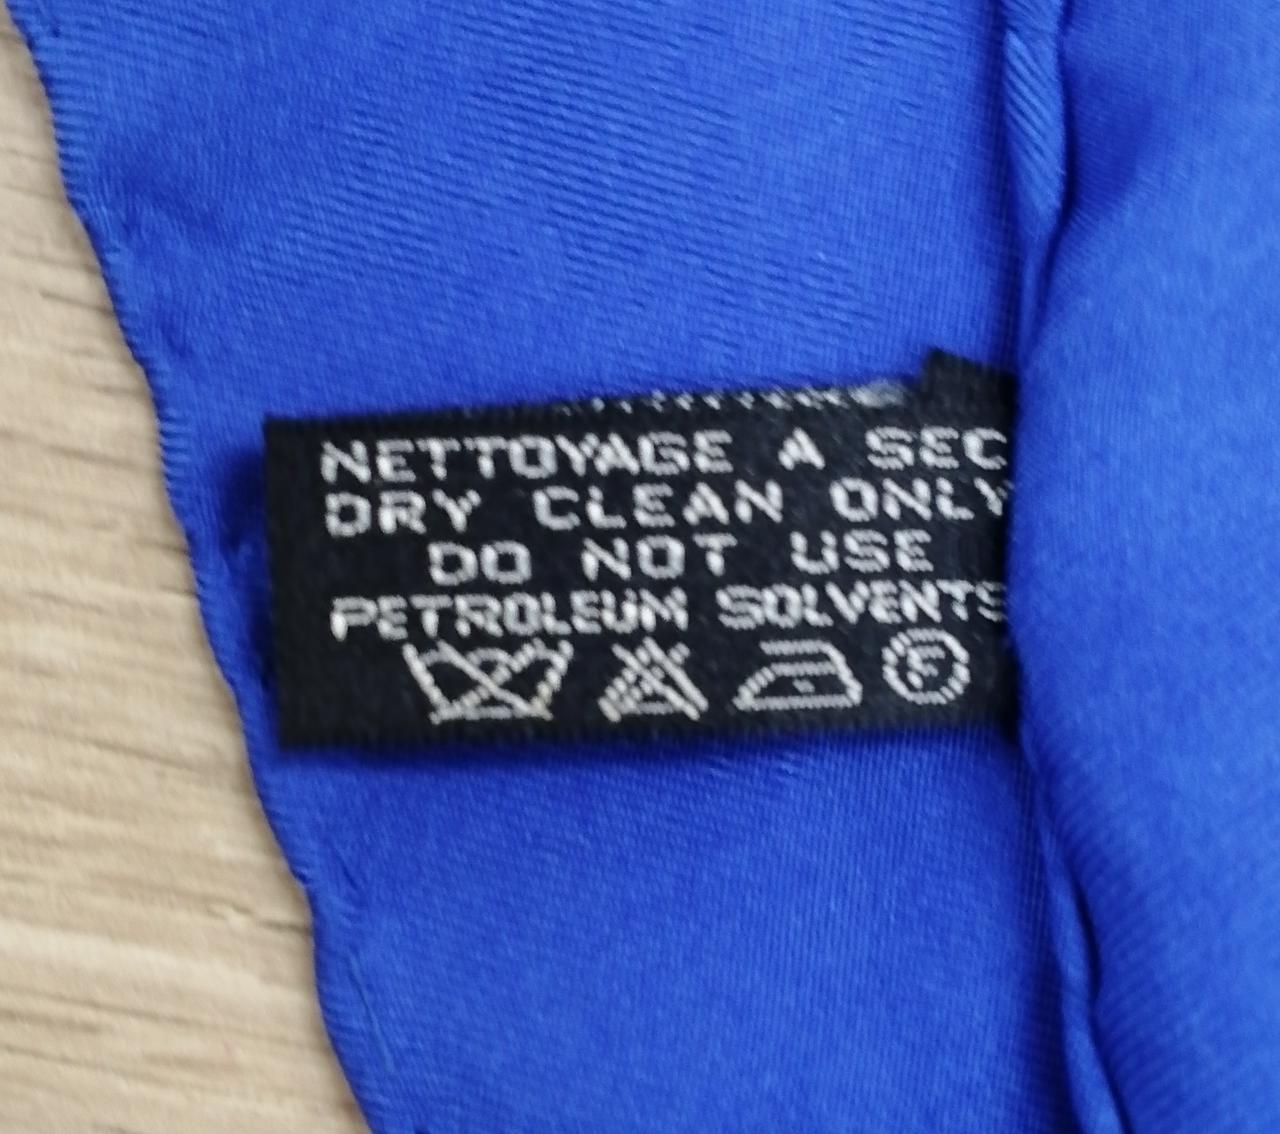 NETTOYAGE A SEC
DRY CLEAN ONLY
DO NOT USE
PETROLEUM SOLVENTS
F